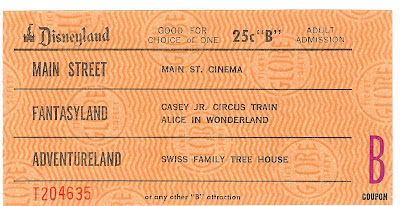 Disneyland GOOD FOR CHOICE of ONE 25c "B" ADULT ADMISSION
MAIN STREET MAIN ST. CINEMA
FANTASYLAND CASEY JR. CIRCUS TRAIN
ALICE IN WONDERLAND
ADVENTURELAND SWISS FAMILY TREE HOUSE
B
T204635 or any other "B" attraction COUPON
GLOBE